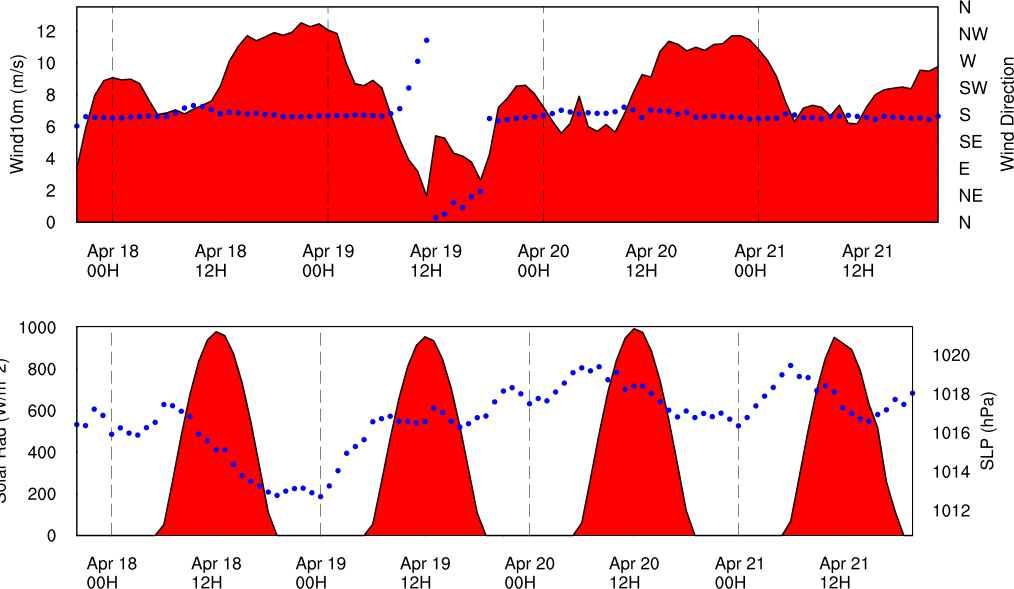 N
12
NW
10
W
8
SW
6
S
4
SE
2
E
0
NE
N
Wind10m (m/s)
Wind Direction
Apr 18 Apr 18 Apr 19 Apr 19 Apr 20 Apr 20 Apr 21 Apr 21
00H 12H 00H 12H 00H 12H 00H 12H
1000
800
600
400
200
0
Solar Rad (W/m^2)
1020
1018
1016
1014
1012
SLP (hPa)
Apr 18 Apr 18 Apr 19 Apr 19 Apr 20 Apr 20 Apr 21 Apr 21
00H 12H 00H 12H 00H 12H 00H 12H